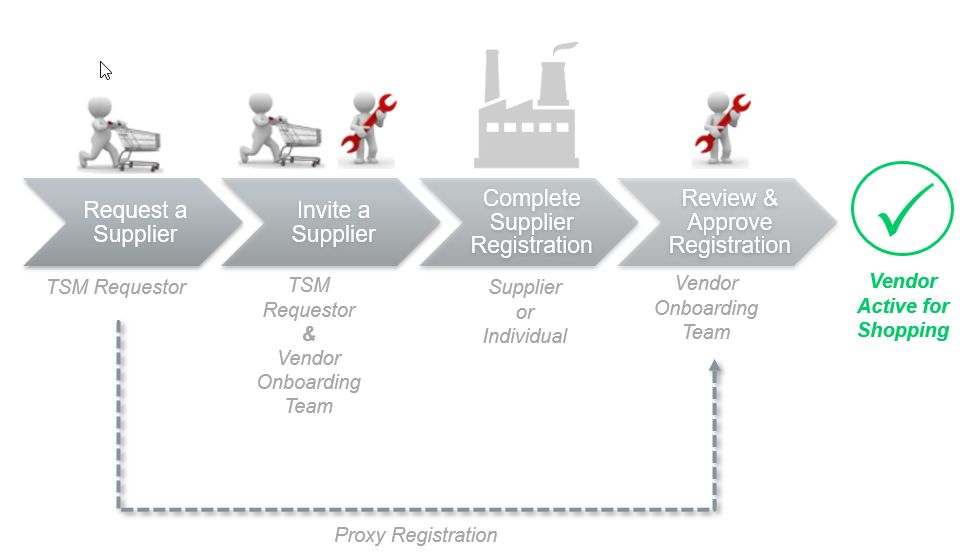 Request a
Supplier
Invite a
Supplier
Complete
Supplier
Registration
Review &
Approve
Registration
TSM Requestor
TSM
Requestor
&
Vendor
Onboarding
Team
Supplier
or
Individual
Vendor
Onboarding
Team
Vendor
Active for
Shopping
Proxy Registration